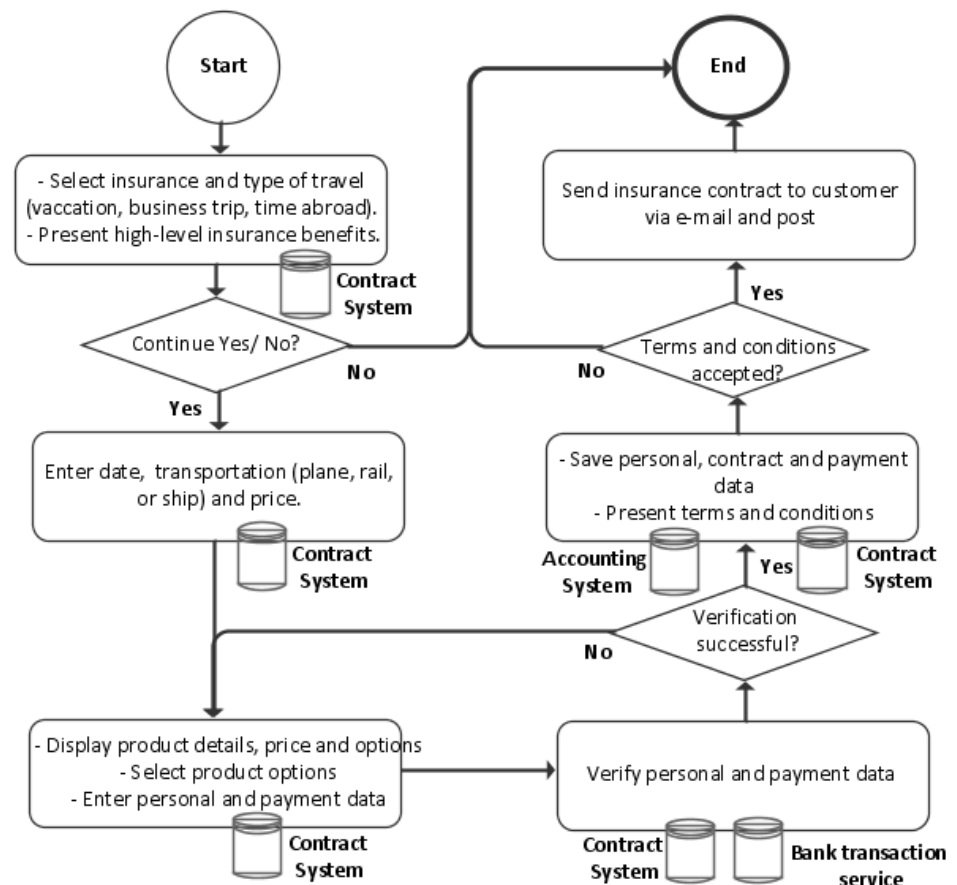 Start
- Select insurance and type of travel
(vaccation, business trip, time abroad).
- Present high-level insurance benefits.
Contract
System
Continue Yes/ No?
No
Yes
Enter date, transportation (plane, rail,
or ship) and price.
Contract
System
- Display product details, price and options
- Select product options
- Enter personal and payment data
Contract
System
Verify personal and payment data
Contract
System
Bank transaction
service
Verification
successful?
No
Yes
- Save personal, contract and payment
data
- Present terms and conditions
Accounting
System
Contract
System
Terms and conditions
accepted?
No
Yes
Send insurance contract to customer
via e-mail and post
End